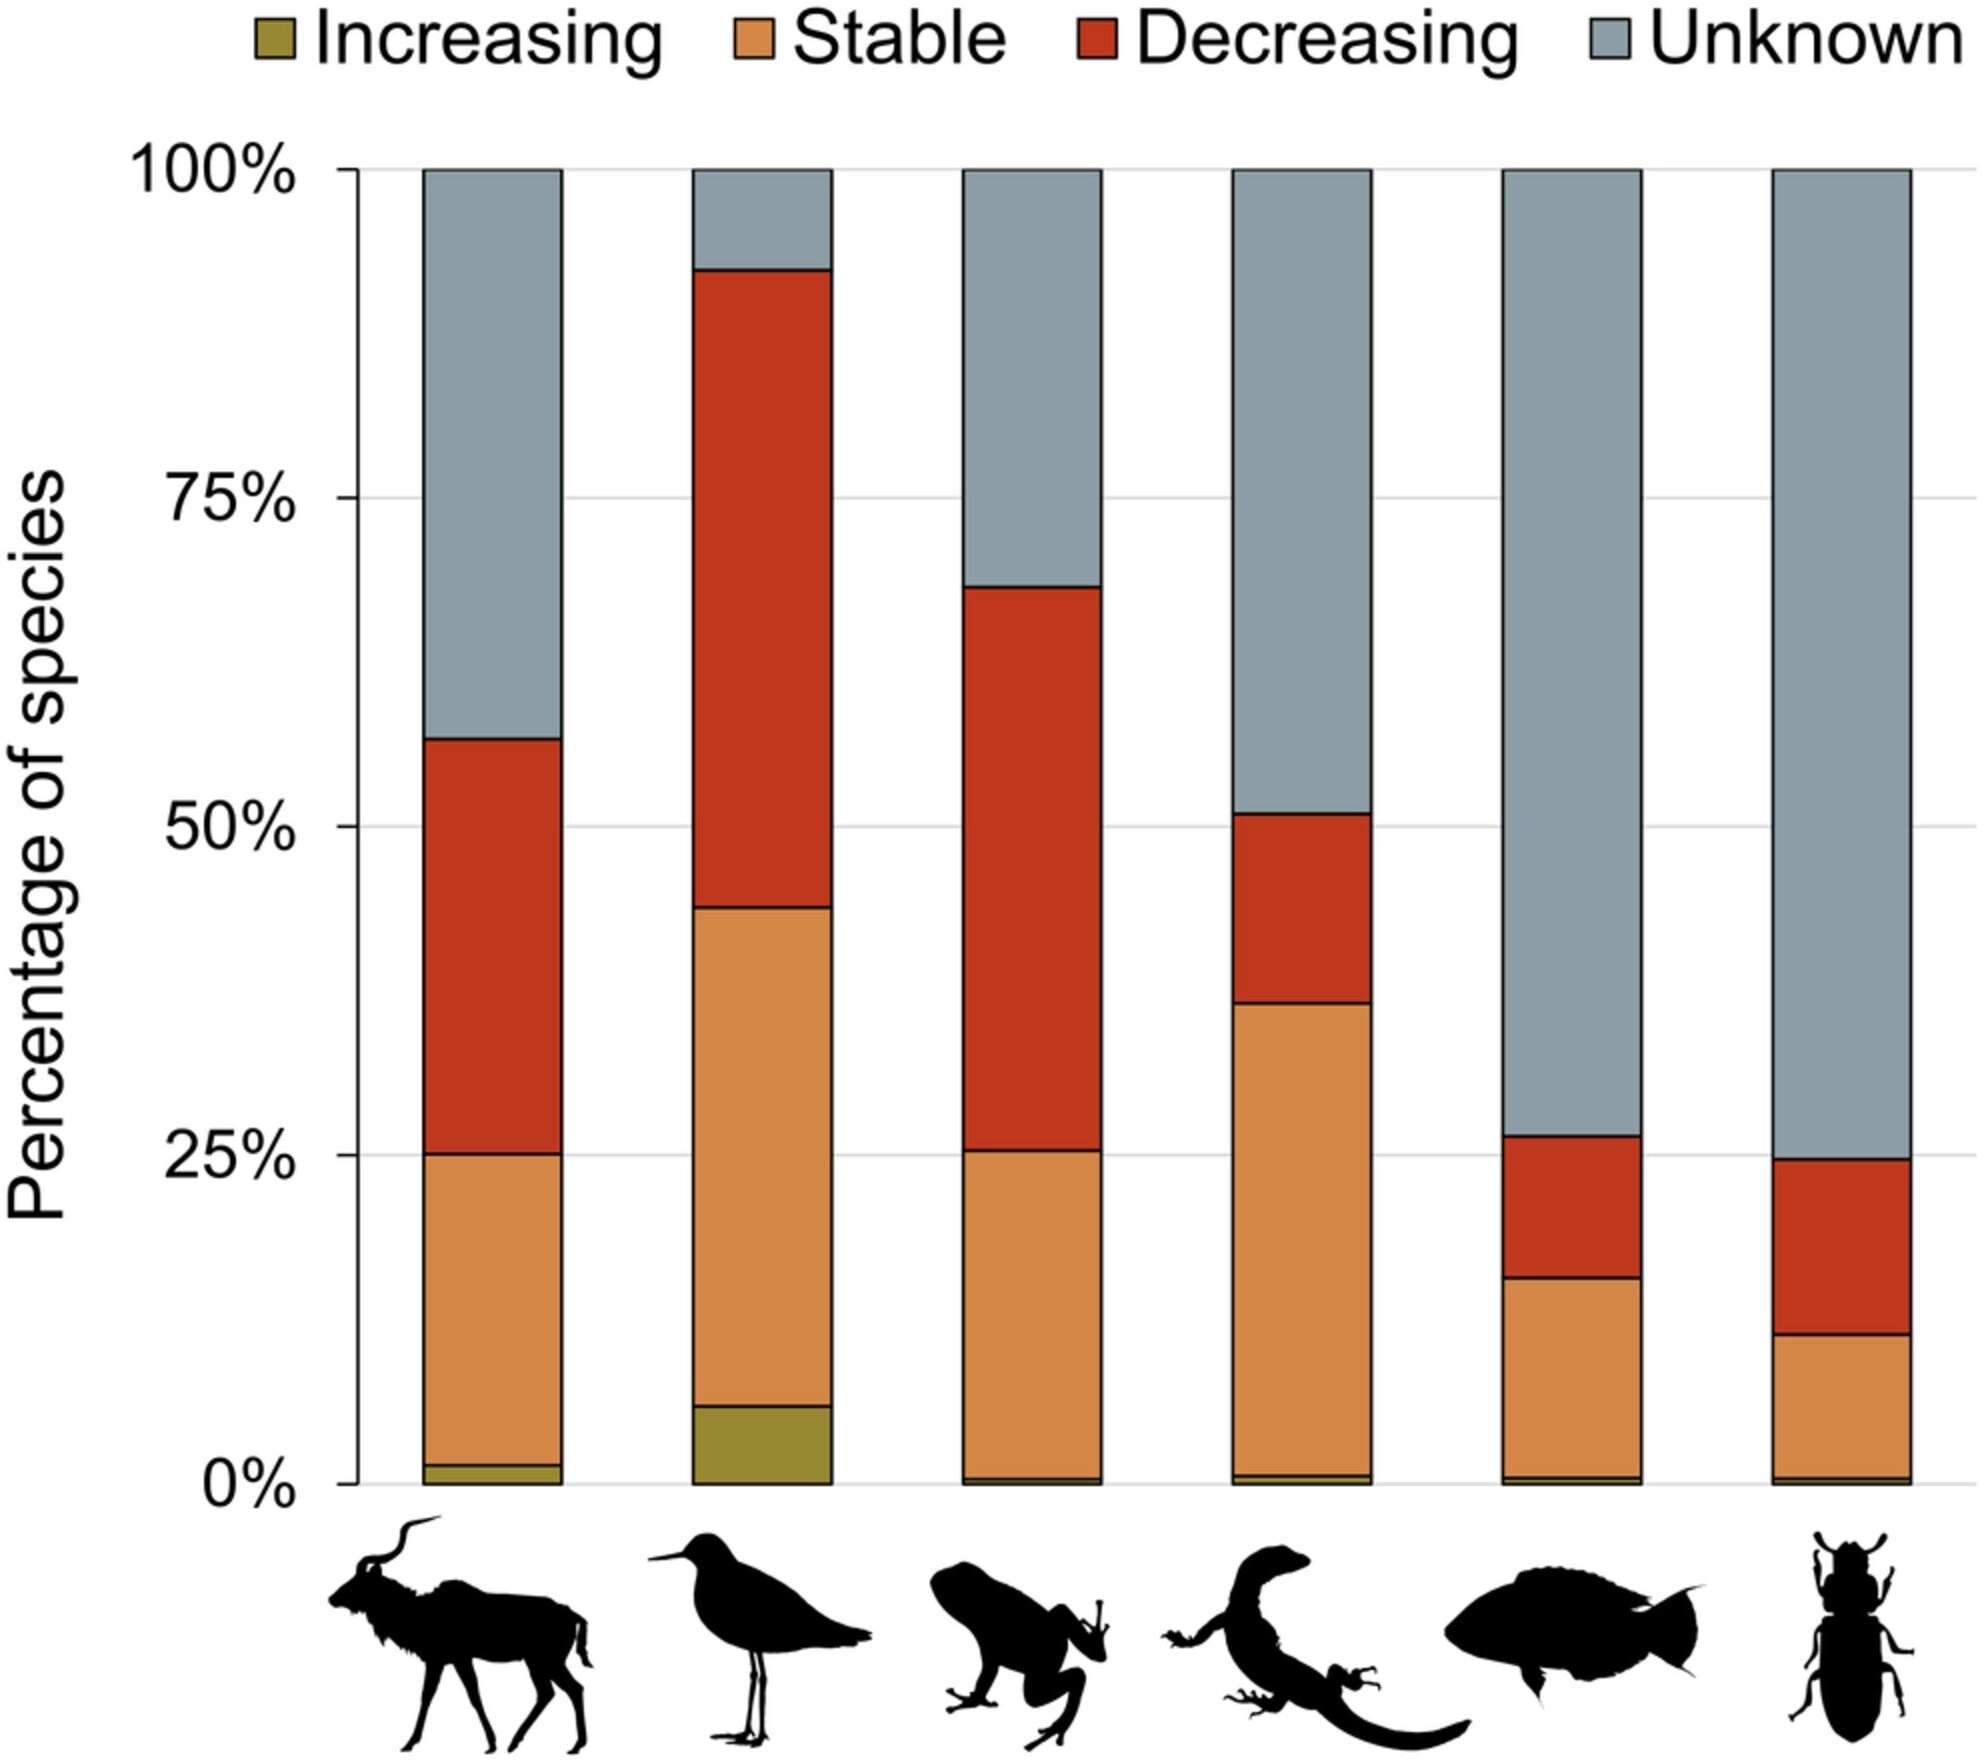 Increasing Stable Decreasing Unknown
100%
75%
50%
25%
0%
Percentage of species